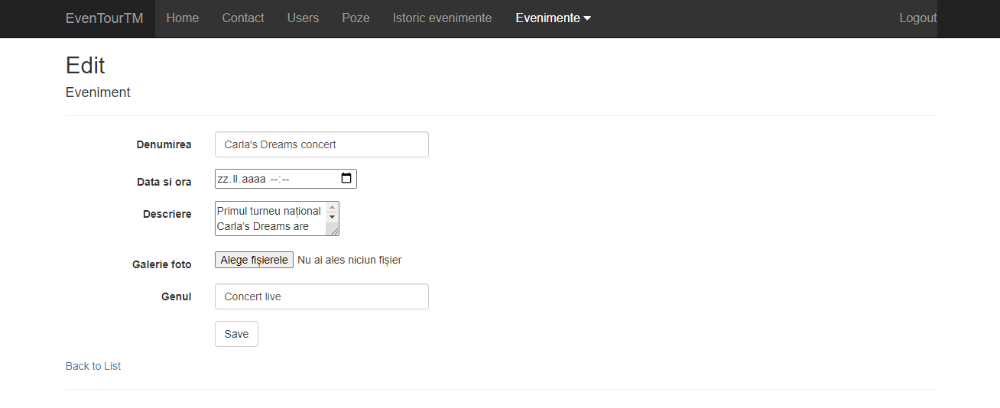 EvenTourTM Home Contact Users Poze Istoric evenimente Evenimente Logout
Edit
Eveniment
Denumirea Carla's Dreams concert
Data si ora zz.ll.aaaa --:--
Descriere Primul turneu național
Carla’s Dreams are
Galerie foto Alege fișierele Nu ai ales niciun fișier
Genul Concert live
Save
Back to List